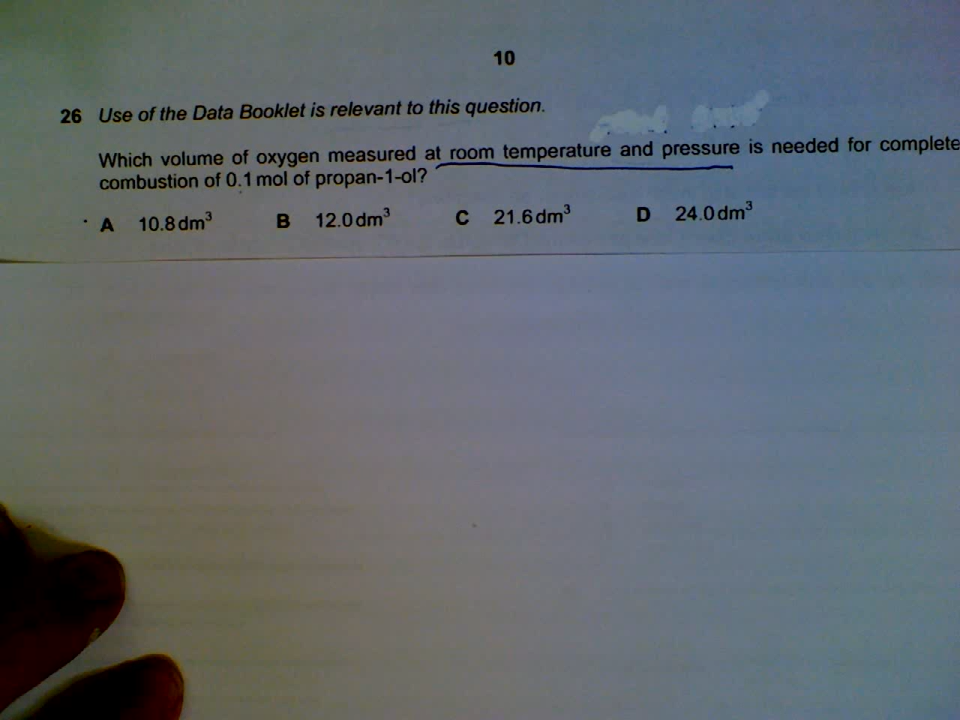 10
26 Use of the Data Booklet is relevant to this question.
Which volume of oxygen measured at room temperature and pressure is needed for complete
combustion of 0.1 mol of propan-1-ol?
A 10.8 dm³ B 12.0 dm³ C 21.6 dm³ D 24.0 dm³